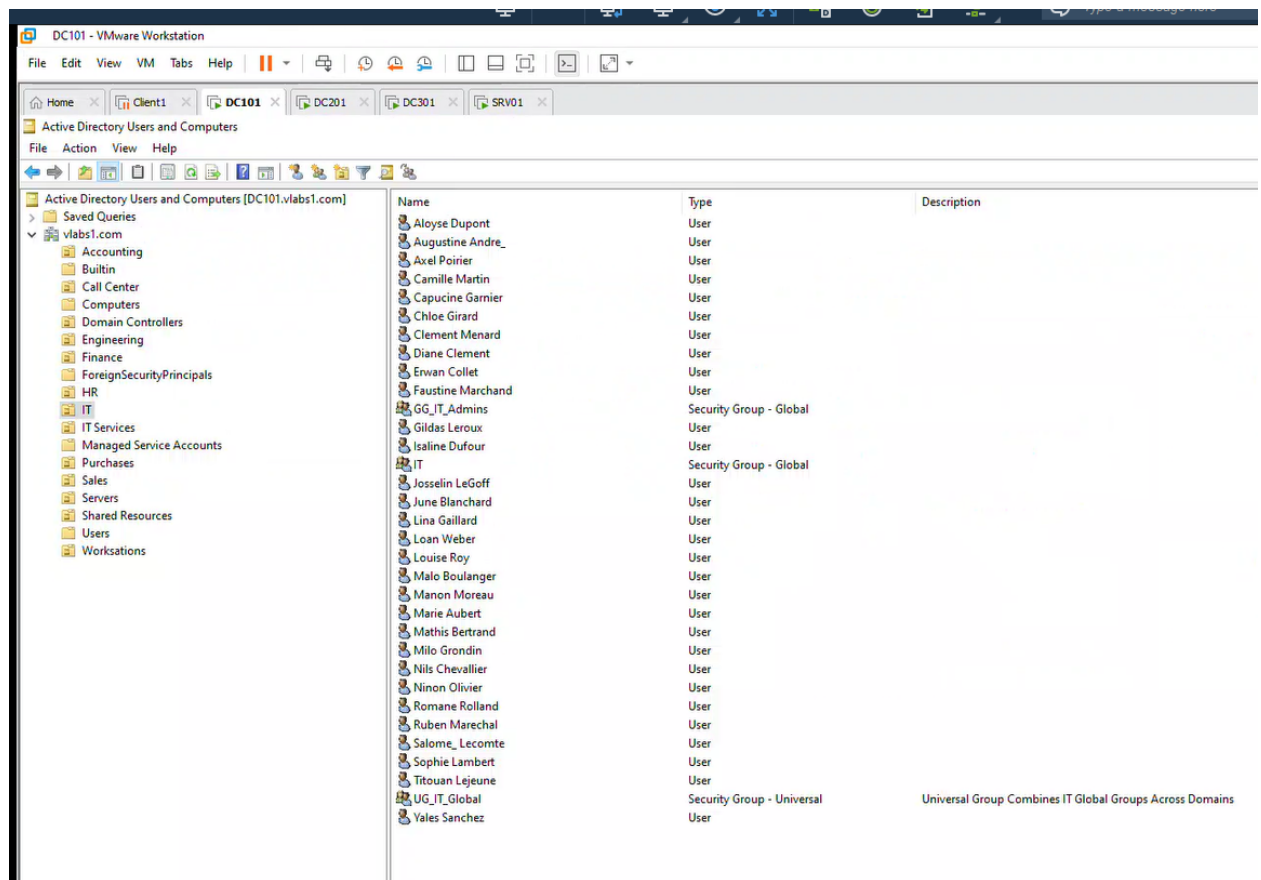 Type a message here
DC101 - VMware Workstation
File Edit View VM Tabs Help
Home Client1 DC101 DC201 DC301 SRV01
Active Directory Users and Computers
File Action View Help
Active Directory Users and Computers [DC101.vlabs1.com]
Saved Queries
vlabs1.com
Accounting
Builtin
Call Center
Computers
Domain Controllers
Engineering
Finance
ForeignSecurityPrincipals
HR
IT
IT Services
Managed Service Accounts
Purchases
Sales
Servers
Shared Resources
Users
Worksations
Name Type Description
Aloyse Dupont User
Augustine Andre_ User
Axel Poirier User
Camille Martin User
Capucine Garnier User
Chloe Girard User
Clement Menard User
Diane Clement User
Erwan Collet User
Faustine Marchand User
GG_IT_Admins Security Group - Global
Gildas Leroux User
Isaline Dufour User
IT Security Group - Global
Josselin LeGoff User
June Blanchard User
Lina Gaillard User
Loan Weber User
Louise Roy User
Malo Boulanger User
Manon Moreau User
Marie Aubert User
Mathis Bertrand User
Milo Grondin User
Nils Chevallier User
Ninon Olivier User
Romane Rolland User
Ruben Marechal User
Salome_ Lecomte User
Sophie Lambert User
Titouan Lejeune User
UG_IT_Global Security Group - Universal Universal Group Combines IT Global Groups Across Domains
Yales Sanchez User